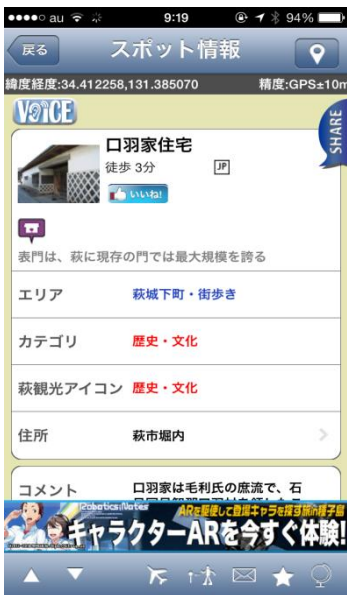 au 9:19 94%
戻る スポット情報
緯度経度:34.412258,131.385070 精度:GPS±10m
VOICE
SHARE
口羽家住宅
徒歩 3分 JP
いいね!
表門は、萩に現存の門では最大規模を誇る
エリア 萩城下町・街歩き
カテゴリ 歴史・文化
萩観光アイコン 歴史・文化
住所 萩市堀内
コメント 口羽家は毛利氏の庶流で、石
Robotics;Notes ARを駆使して登場キャラを探す旅in種子島
キャラクターARを今すぐ体験!